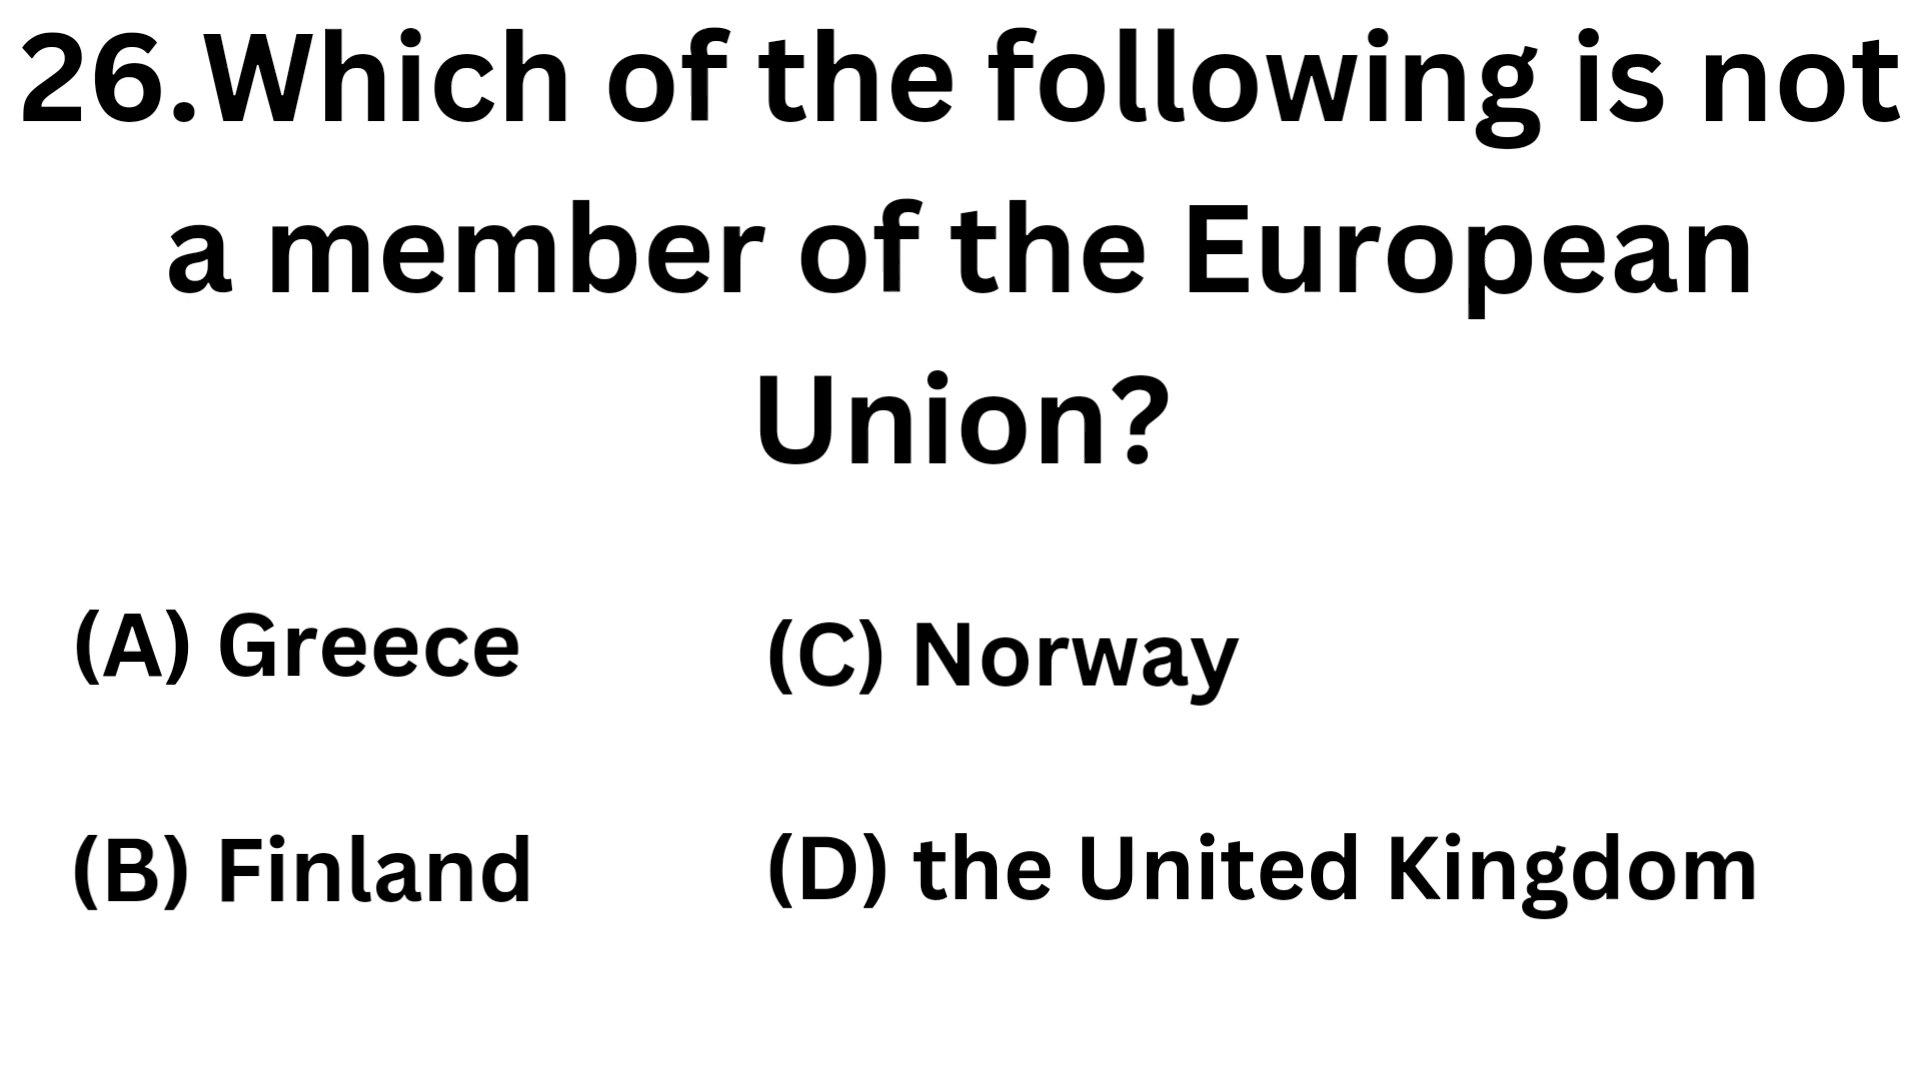 26.Which of the following is not
a member of the European
Union?
(A) Greece
(C) Norway
(B) Finland
(D) the United Kingdom